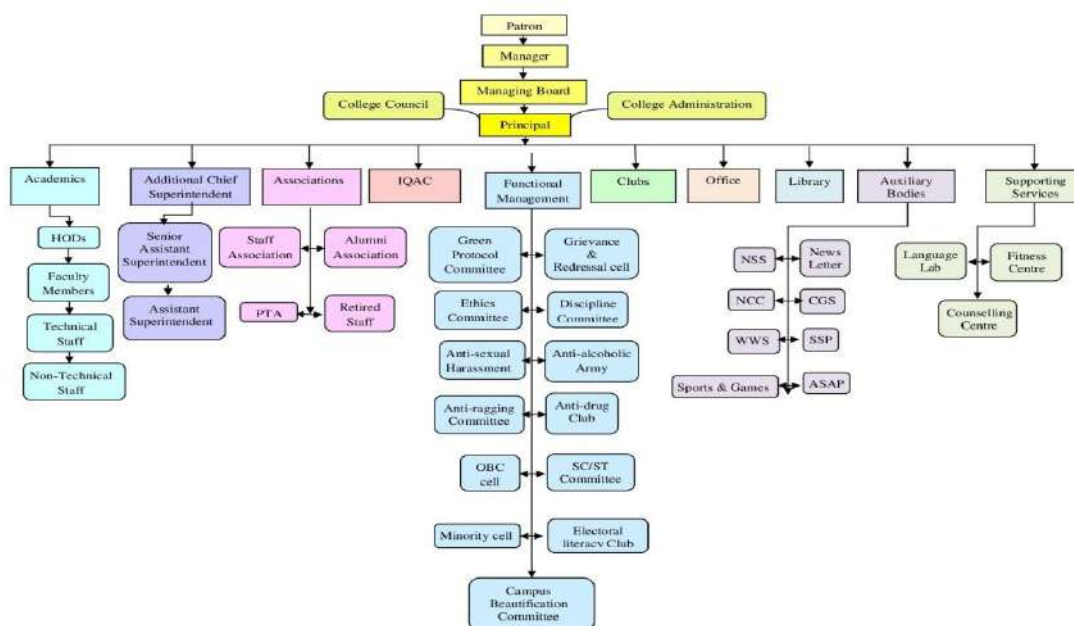 Patron
Manager
Managing Board
College Council
College Administration
Principal
Academics
Additional Chief
Superintendent
Associations
IQAC
Functional
Management
Clubs
Office
Library
Auxiliary
Bodies
Supporting
Services
HODs
Faculty
Members
Technical
Staff
Non-Technical
Staff
Senior
Assistant
Superintendent
Assistant
Superintendent
Staff
Association
Alumni
Association
PTA
Retired
Staff
Green
Protocol
Committee
Grievance
&
Redressal cell
Ethics
Committee
Discipline
Committee
Anti-sexual
Harassment
Anti-alcoholic
Army
Anti-ragging
Committee
Anti-drug
Club
OBC
cell
SC/ST
Committee
Minority cell
Electoral
literacy Club
Campus
Beautification
Committee
NSS
News
Letter
NCC
CGS
WWS
SSP
Sports & Games
ASAP
Language
Lab
Fitness
Centre
Counselling
Centre